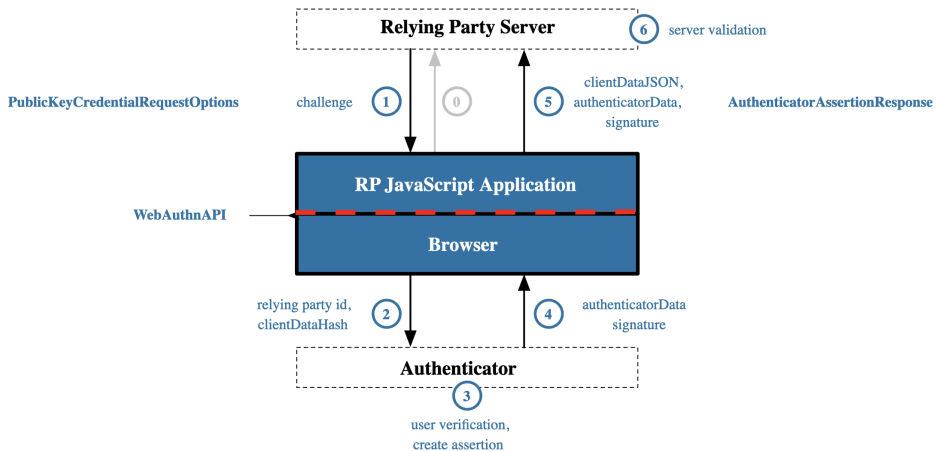 Relying Party Server
6 server validation
PublicKeyCredentialRequestOptions
challenge 1
0
5
clientDataJSON,
authenticatorData,
signature
AuthenticatorAssertionResponse
RP JavaScript Application
WebAuthnAPI
Browser
relying party id,
clientDataHash
2
4
authenticatorData
signature
Authenticator
3
user verification,
create assertion